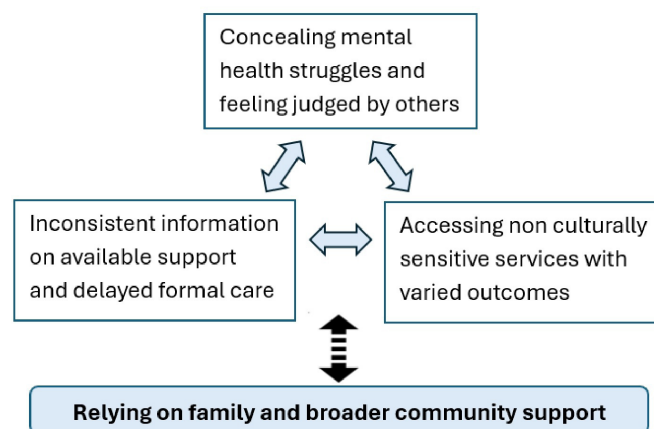 Concealing mental
health struggles and
feeling judged by others
Inconsistent information
on available support
and delayed formal care
Accessing non culturally
sensitive services with
varied outcomes
Relying on family and broader community support